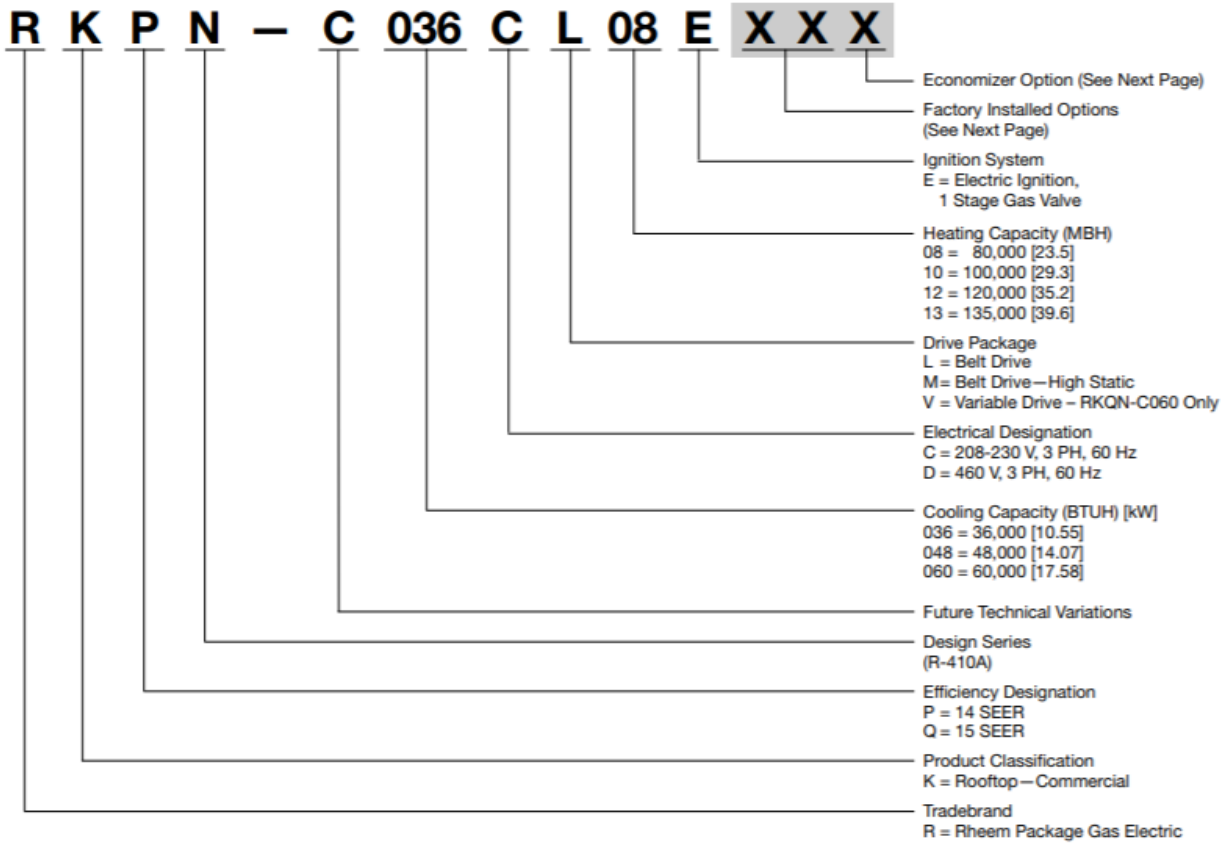 R K P N – C 036 C L 08 E X X X
Economizer Option (See Next Page)
Factory Installed Options
(See Next Page)
Ignition System
E = Electric Ignition,
1 Stage Gas Valve
Heating Capacity (MBH)
08 = 80,000 [23.5]
10 = 100,000 [29.3]
12 = 120,000 [35.2]
13 = 135,000 [39.6]
Drive Package
L = Belt Drive
M= Belt Drive—High Static
V = Variable Drive – RKQN-C060 Only
Electrical Designation
C = 208-230 V, 3 PH, 60 Hz
D = 460 V, 3 PH, 60 Hz
Cooling Capacity (BTUH) [kW]
036 = 36,000 [10.55]
048 = 48,000 [14.07]
060 = 60,000 [17.58]
Future Technical Variations
Design Series
(R-410A)
Efficiency Designation
P = 14 SEER
Q = 15 SEER
Product Classification
K = Rooftop—Commercial
Tradebrand
R = Rheem Package Gas Electric